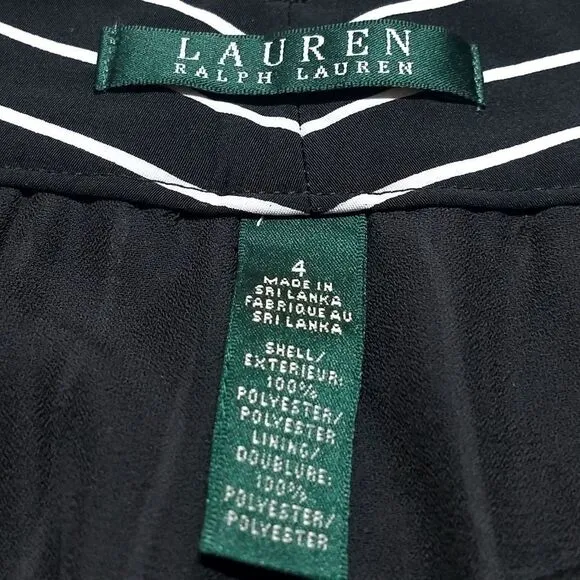 LAUREN
RALPH LAUREN
4
MADE IN
SRI LANKA
FABRIQUE AU
SRI LANKA
SHELL/
EXTERIEUR:
100%
POLYESTER/
POLYESTER
LINING/
DOUBLURE:
100%
POLYESTER/
POLYESTER